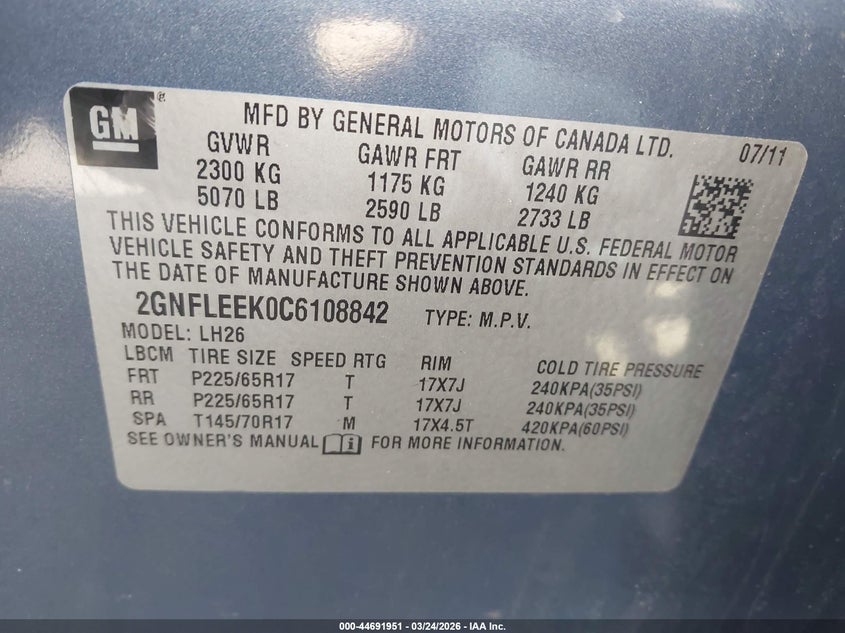 GM ®
MFD BY GENERAL MOTORS OF CANADA LTD. 07/11
GVWR GAWR FRT GAWR RR
2300 KG 1175 KG 1240 KG
5070 LB 2590 LB 2733 LB
THIS VEHICLE CONFORMS TO ALL APPLICABLE U.S. FEDERAL MOTOR
VEHICLE SAFETY AND THEFT PREVENTION STANDARDS IN EFFECT ON
THE DATE OF MANUFACTURE SHOWN ABOVE.
2GNFLEEK0C6108842 TYPE: M.P.V.
MODEL: LH26
LBCM TIRE SIZE SPEED RTG RIM COLD TIRE PRESSURE
FRT P225/65R17 T 17X7J 240KPA(35PSI)
RR P225/65R17 T 17X7J 240KPA(35PSI)
SPA T145/70R17 M 17X4.5T 420KPA(60PSI)
SEE OWNER'S MANUAL i FOR MORE INFORMATION.
000-44691951 - 03/24/2026 - IAA Inc.